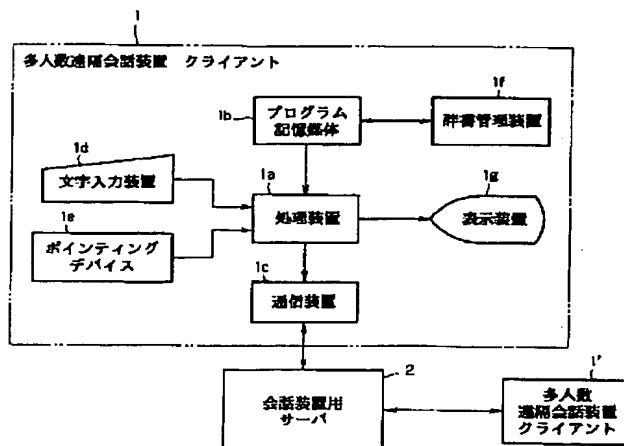 1
多人数遠隔会話装置 クライアント
1b
プログラム
記憶媒体
1f
辞書管理装置
1d
文字入力装置
1a
処理装置
1g
表示装置
1e
ポインティング
デバイス
1c
通信装置
2
会話装置用
サーバ
1'
多人数
遠隔会話装置
クライアント